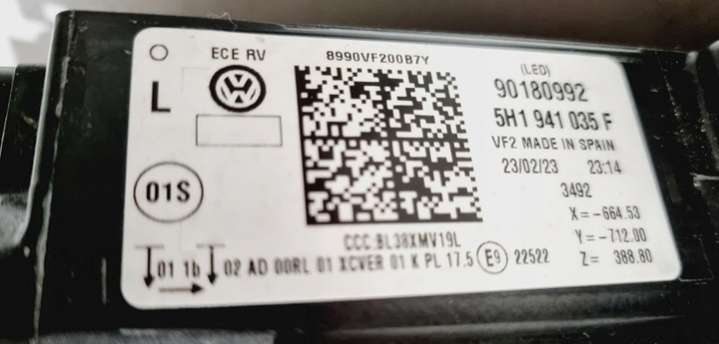 ECE RV
8990VF200B7Y
L
(LED)
90180992
5H1 941 035 F
VF2 MADE IN SPAIN
23/02/23 23:14
3492
01S
X=-664.53
Y=-712.00
Z= 388.80
CCC:BL38XMV19L
01 1b 02 AD 00RL 01 XCVER 01 K PL 17.5 E9 22522